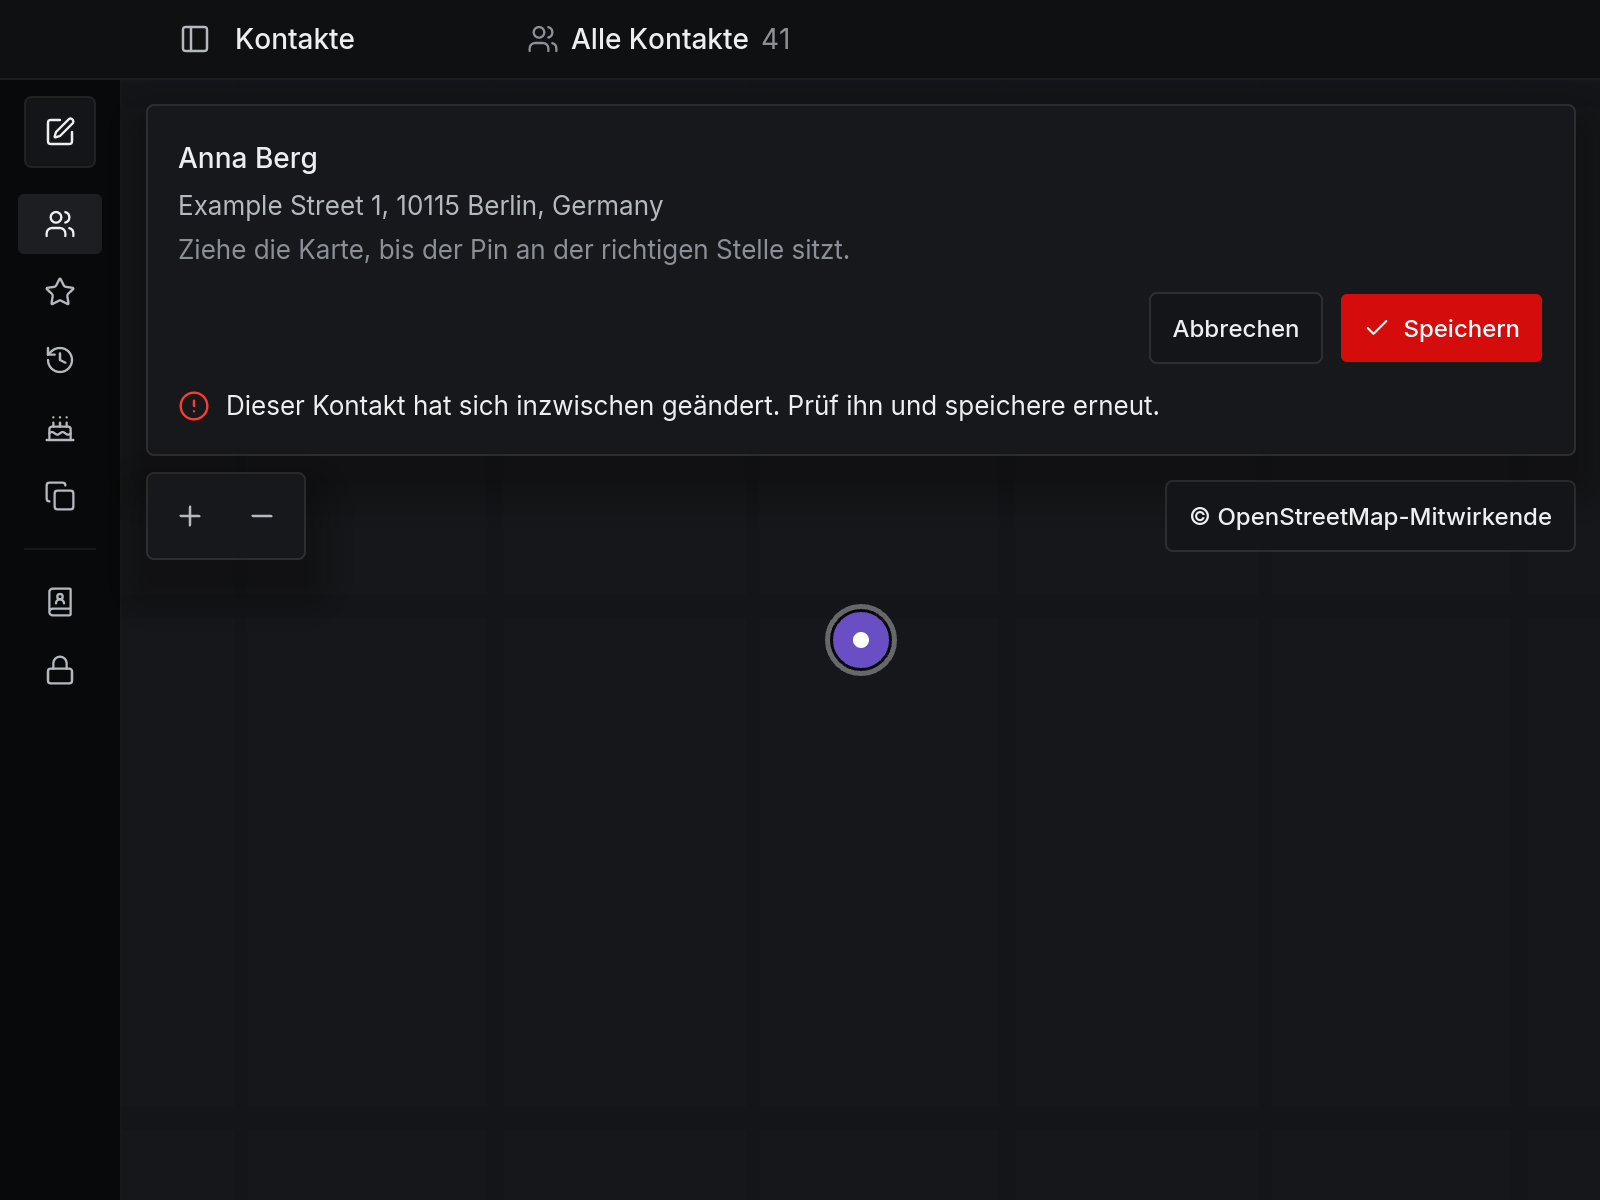 Kontakte
Alle Kontakte 41
Anna Berg
Example Street 1, 10115 Berlin, Germany
Ziehe die Karte, bis der Pin an der richtigen Stelle sitzt.
Abbrechen
Speichern
Dieser Kontakt hat sich inzwischen geändert. Prüf ihn und speichere erneut.
© OpenStreetMap-Mitwirkende